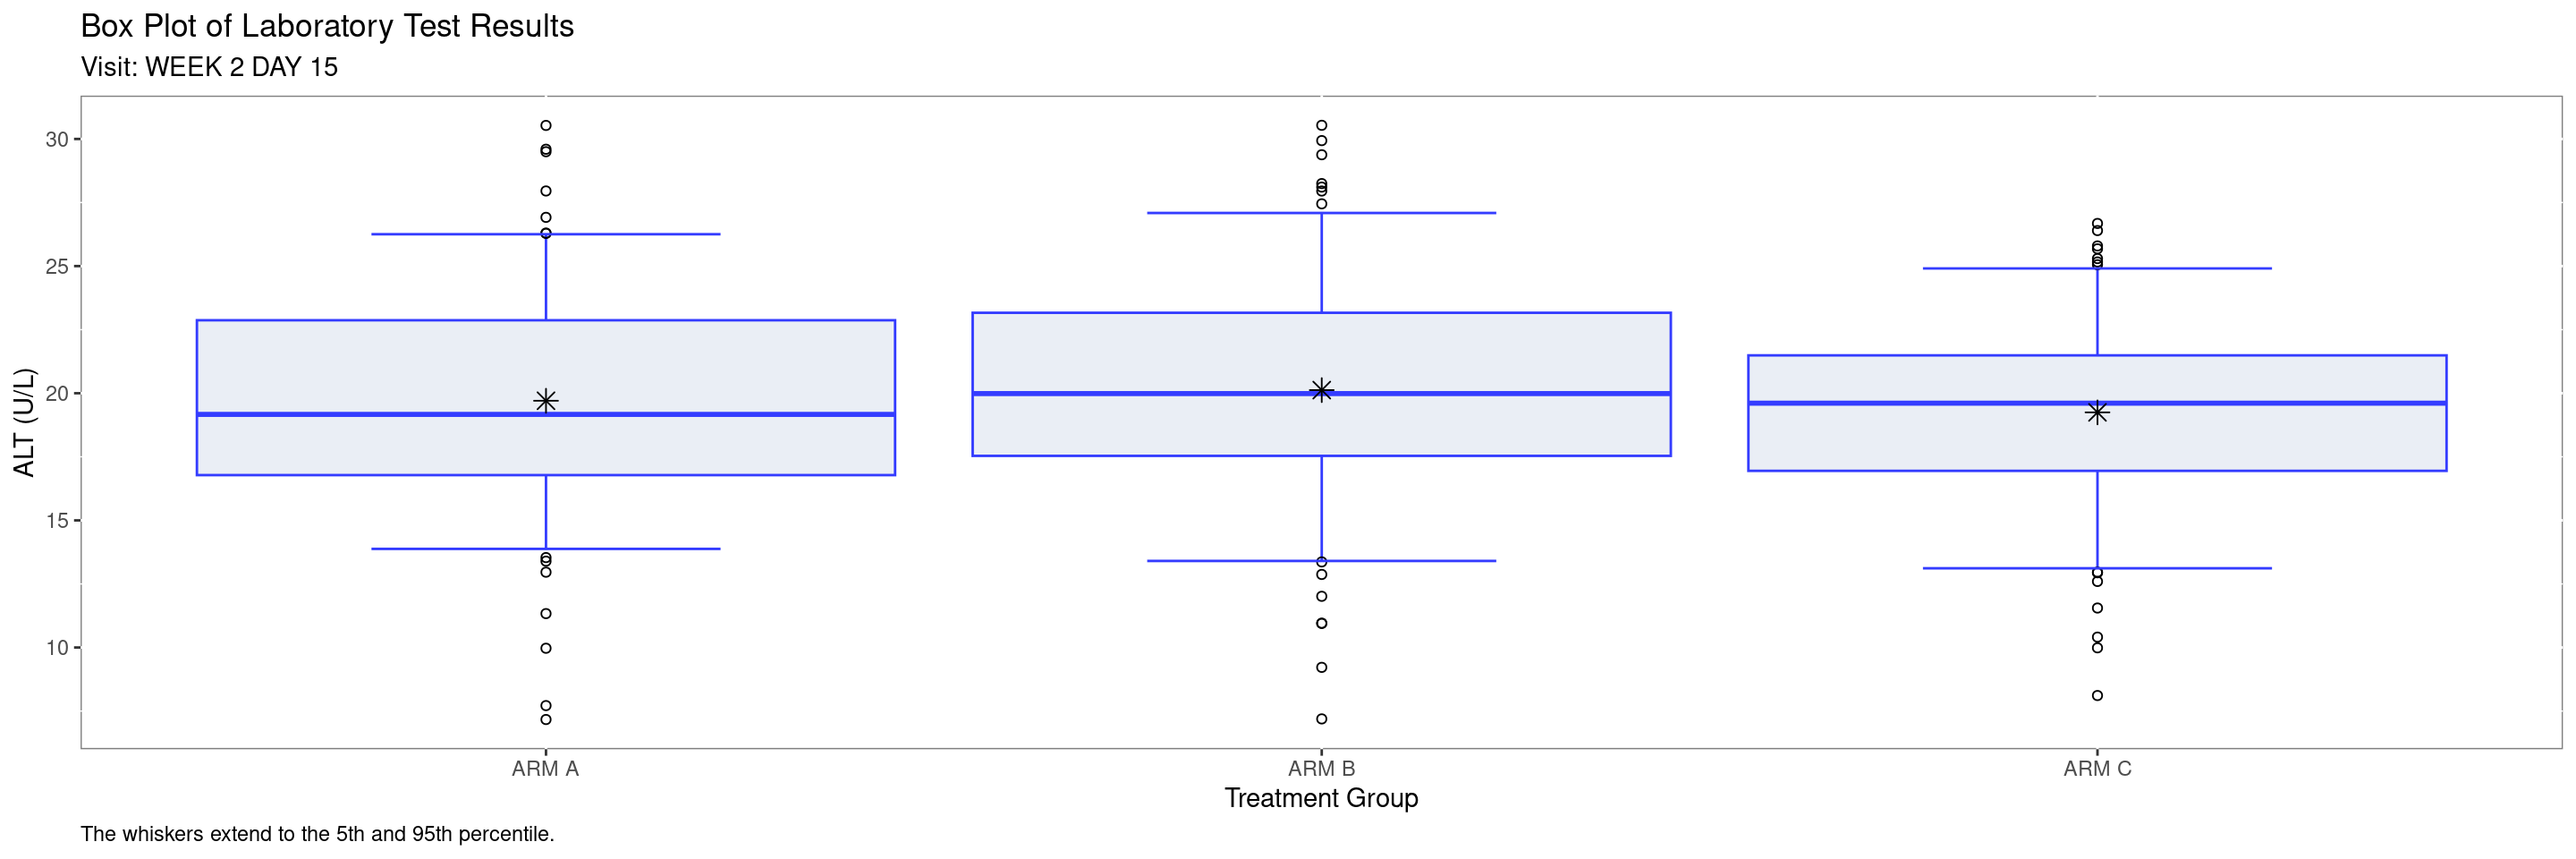 Box Plot of Laboratory Test Results
Visit: WEEK 2 DAY 15
ALT (U/L)
30
25
20
15
10
ARM A ARM B ARM C
Treatment Group
The whiskers extend to the 5th and 95th percentile.